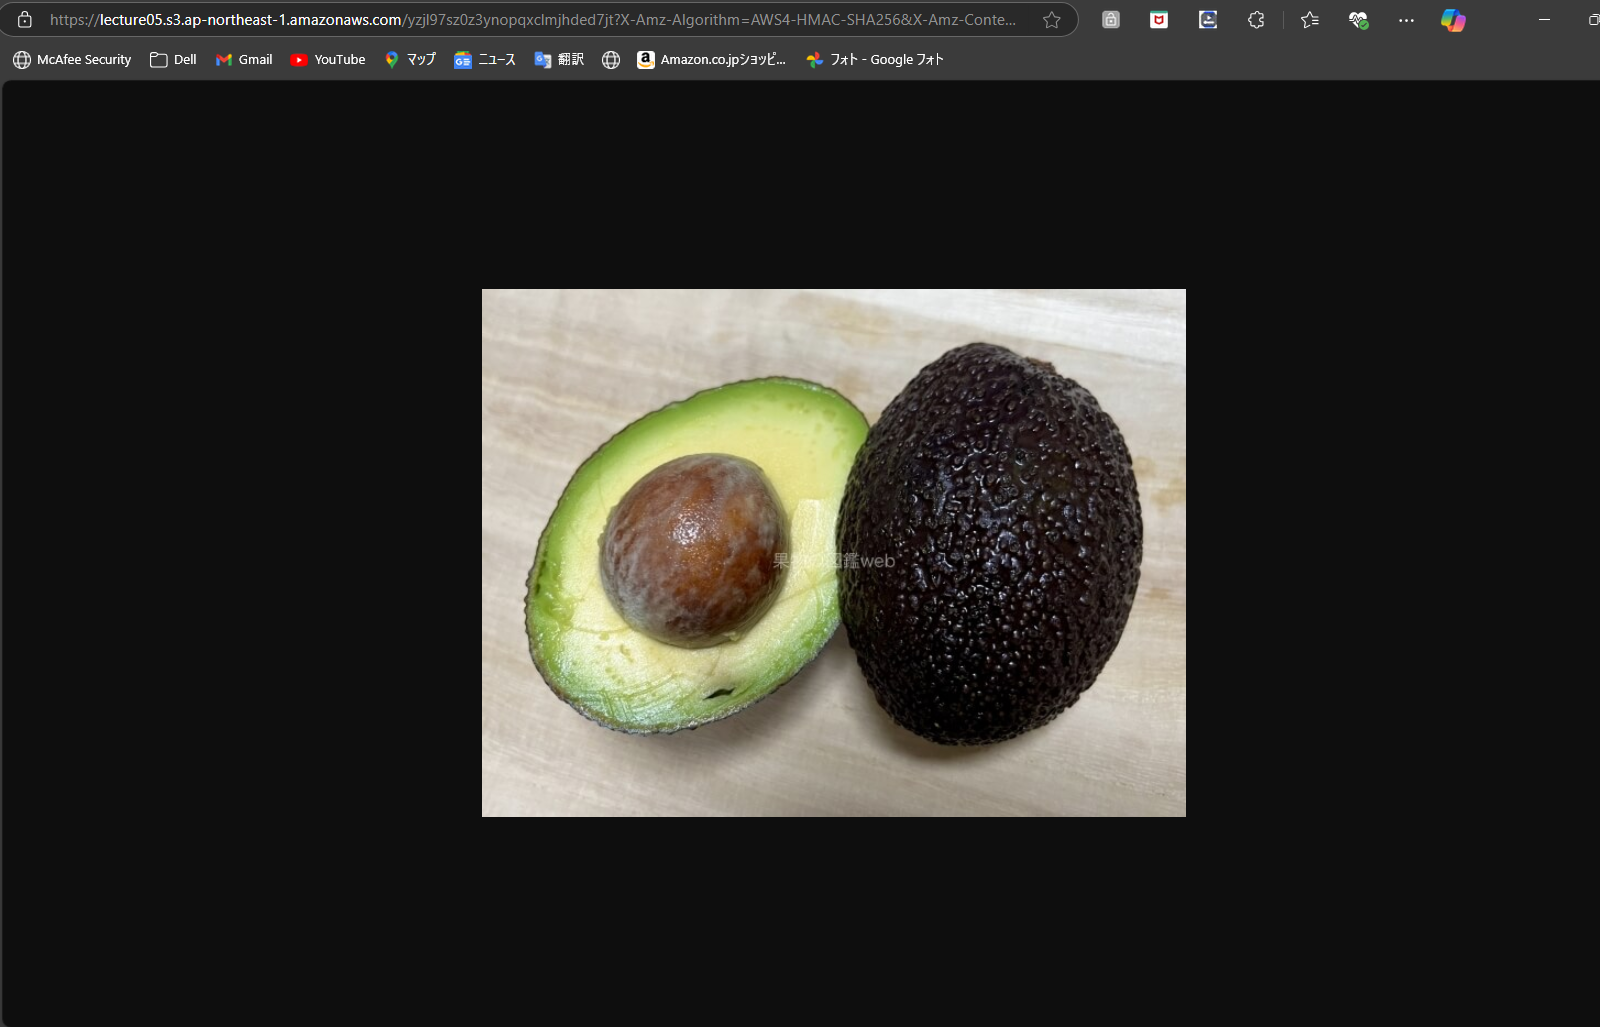 https://lecture05.s3.ap-northeast-1.amazonaws.com/yzjl97sz0z3ynopqxclmjhded7jt?X-Amz-Algorithm=AWS4-HMAC-SHA256&X-Amz-Conte...
McAfee Security Dell Gmail YouTube マップ ニュース 翻訳 Amazon.co.jpショッピ... フォト - Google フォト
果物 図鑑web